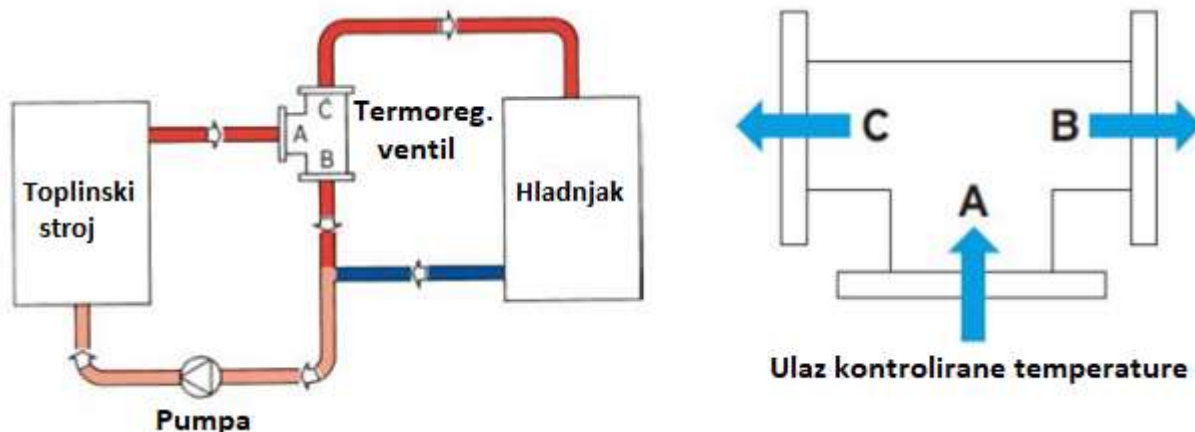 Toplinski
stroj
C
A
B
Termoreg.
ventil
Hladnjak
Pumpa
C
B
A
Ulaz kontrolirane temperature